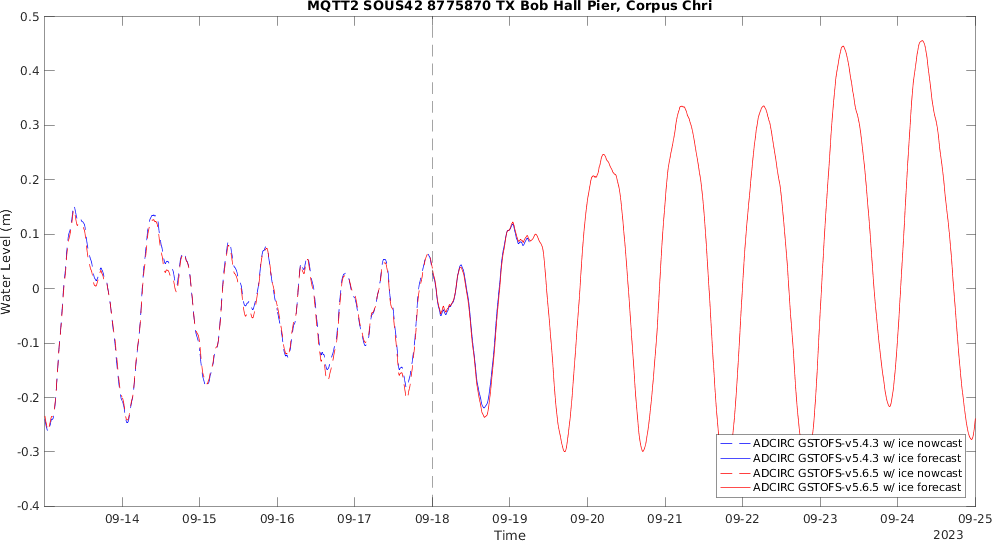 MQTT2 SOUS42 8775870 TX Bob Hall Pier, Corpus Chri
0.5
0.4
0.3
0.2
0.1
0
-0.1
-0.2
-0.3
-0.4
Water Level (m)
09-14 09-15 09-16 09-17 09-18 09-19 09-20 09-21 09-22 09-23 09-24 09-25
Time
2023
ADCIRC GSTOFS-v5.4.3 w/ ice nowcast
ADCIRC GSTOFS-v5.4.3 w/ ice forecast
ADCIRC GSTOFS-v5.6.5 w/ ice nowcast
ADCIRC GSTOFS-v5.6.5 w/ ice forecast